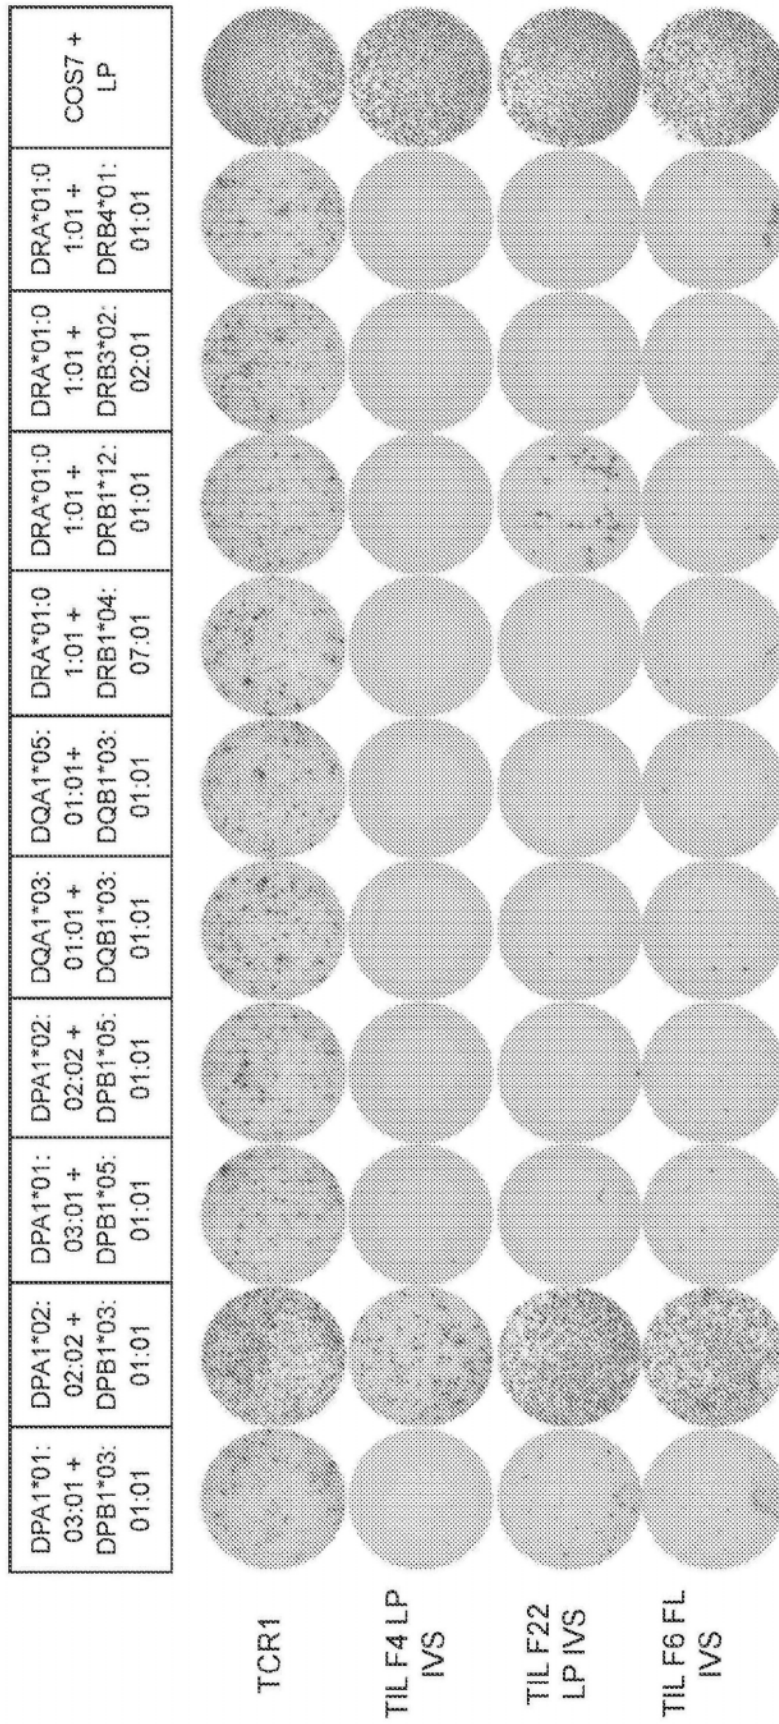 DPA1*01:
03:01 +
DPB1*03:
01:01
DPA1*02:
02:02 +
DPB1*03:
01:01
DPA1*01:
03:01 +
DPB1*05:
01:01
DPA1*02:
02:02 +
DPB1*05:
01:01
DQA1*03:
01:01 +
DQB1*03:
01:01
DQA1*05:
01:01+
DQB1*03:
01:01
DRA*01:0
1:01 +
DRB1*04:
07:01
DRA*01:0
1:01 +
DRB1*12:
01:01
DRA*01:0
1:01 +
DRB3*02:
02:01
DRA*01:0
1:01 +
DRB4*01:
01:01
COS7 +
LP
TCR1
TIL F4 LP
IVS
TIL F22
LP IVS
TIL F6 FL
IVS